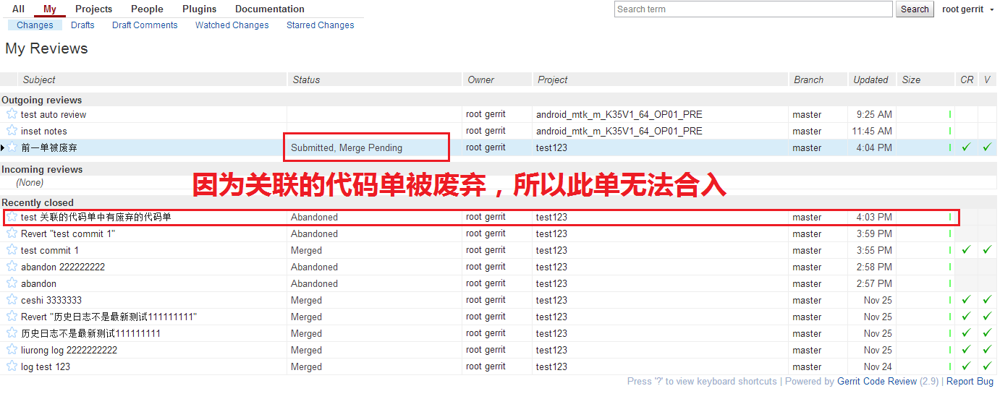 All My Projects People Plugins Documentation Search term Search root gerrit
Changes Drafts Draft Comments Watched Changes Starred Changes
My Reviews
Subject Status Owner Project Branch Updated Size CR V
Outgoing reviews
test auto review root gerrit android_mtk_m_K35V1_64_OP01_PRE master 9:25 AM
inset notes root gerrit android_mtk_m_K35V1_64_OP01_PRE master 11:45 AM
前一单被废弃 Submitted, Merge Pending root gerrit test123 master 4:04 PM
Incoming reviews
(None)
因为关联的代码单被废弃，所以此单无法合入
Recently closed
test 关联的代码单中有废弃的代码单 Abandoned root gerrit test123 master 4:03 PM
Revert "test commit 1" Abandoned root gerrit test123 master 3:59 PM
test commit 1 Merged root gerrit test123 master 3:55 PM
abandon 222222222 Abandoned root gerrit test123 master 2:58 PM
abandon Abandoned root gerrit test123 master 2:57 PM
ceshi 3333333 Merged root gerrit test123 master Nov 25
Revert "历史日志不是最新测试111111111" Merged root gerrit test123 master Nov 25
历史日志不是最新测试111111111 Merged root gerrit test123 master Nov 25
liurong log 2222222222 Merged root gerrit test123 master Nov 25
log test 123 Merged root gerrit test123 master Nov 24
Press '?' to view keyboard shortcuts | Powered by Gerrit Code Review (2.9) | Report Bug